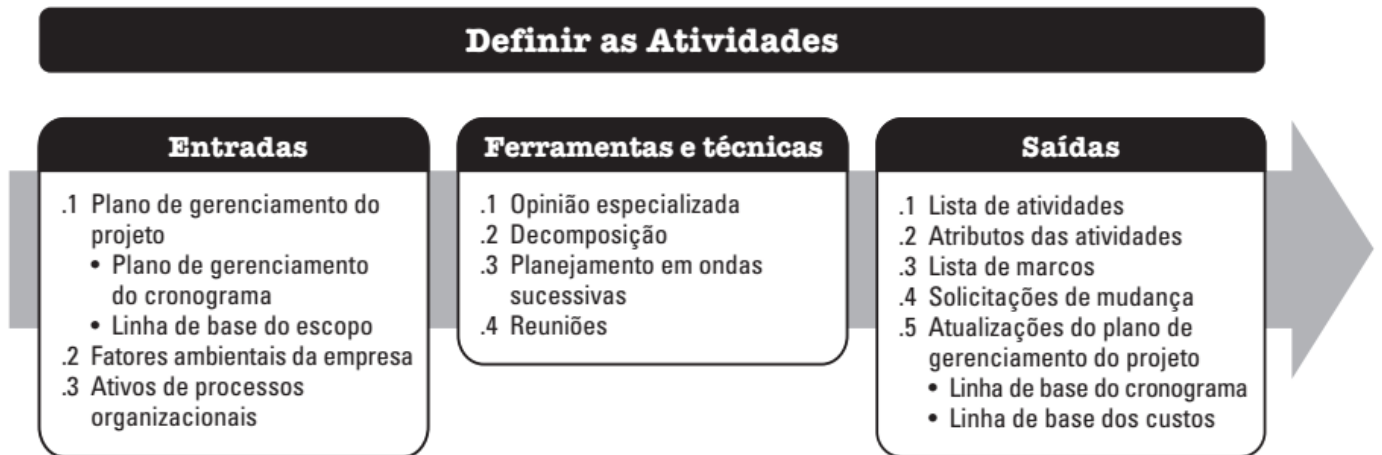 Definir as Atividades
Entradas
.1 Plano de gerenciamento do
projeto
• Plano de gerenciamento
do cronograma
• Linha de base do escopo
.2 Fatores ambientais da empresa
.3 Ativos de processos
organizacionais
Ferramentas e técnicas
.1 Opinião especializada
.2 Decomposição
.3 Planejamento em ondas
sucessivas
.4 Reuniões
Saídas
.1 Lista de atividades
.2 Atributos das atividades
.3 Lista de marcos
.4 Solicitações de mudança
.5 Atualizações do plano de
gerenciamento do projeto
• Linha de base do cronograma
• Linha de base dos custos